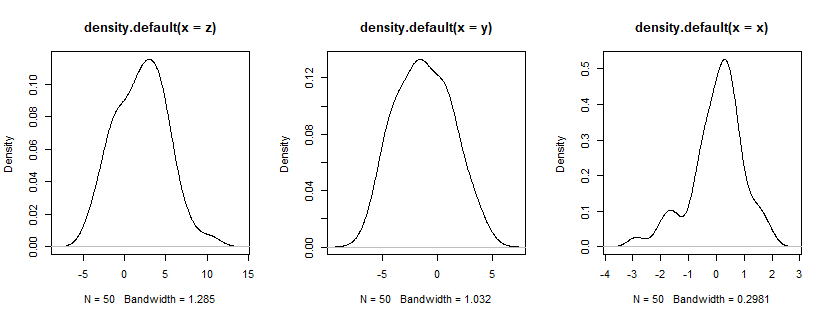 density.default(x = z)
Density
0.00
0.02
0.04
0.06
0.08
0.10
-5 0 5 10 15
N = 50 Bandwidth = 1.285
density.default(x = y)
Density
0.00
0.04
0.08
0.12
-5 0 5
N = 50 Bandwidth = 1.032
density.default(x = x)
Density
0.0
0.1
0.2
0.3
0.4
0.5
-4 -3 -2 -1 0 1 2 3
N = 50 Bandwidth = 0.2981